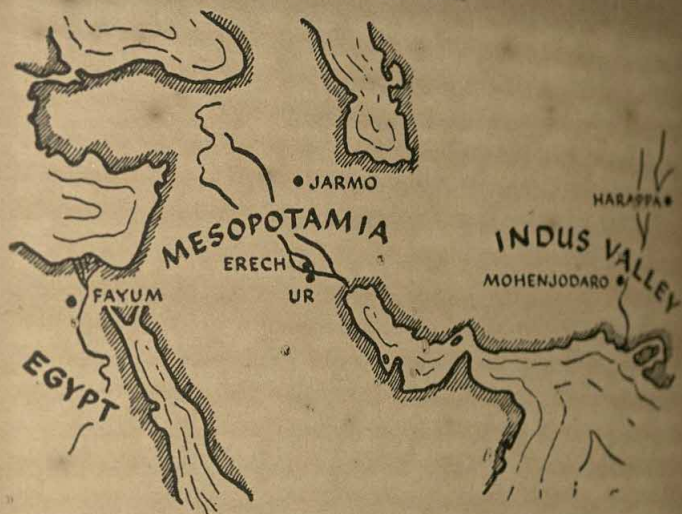 JARMO
HARAPPA
MESOPOTAMIA
INDUS VALLEY
ERECH
MOHENJODARO
UR
FAYUM
EGYPT